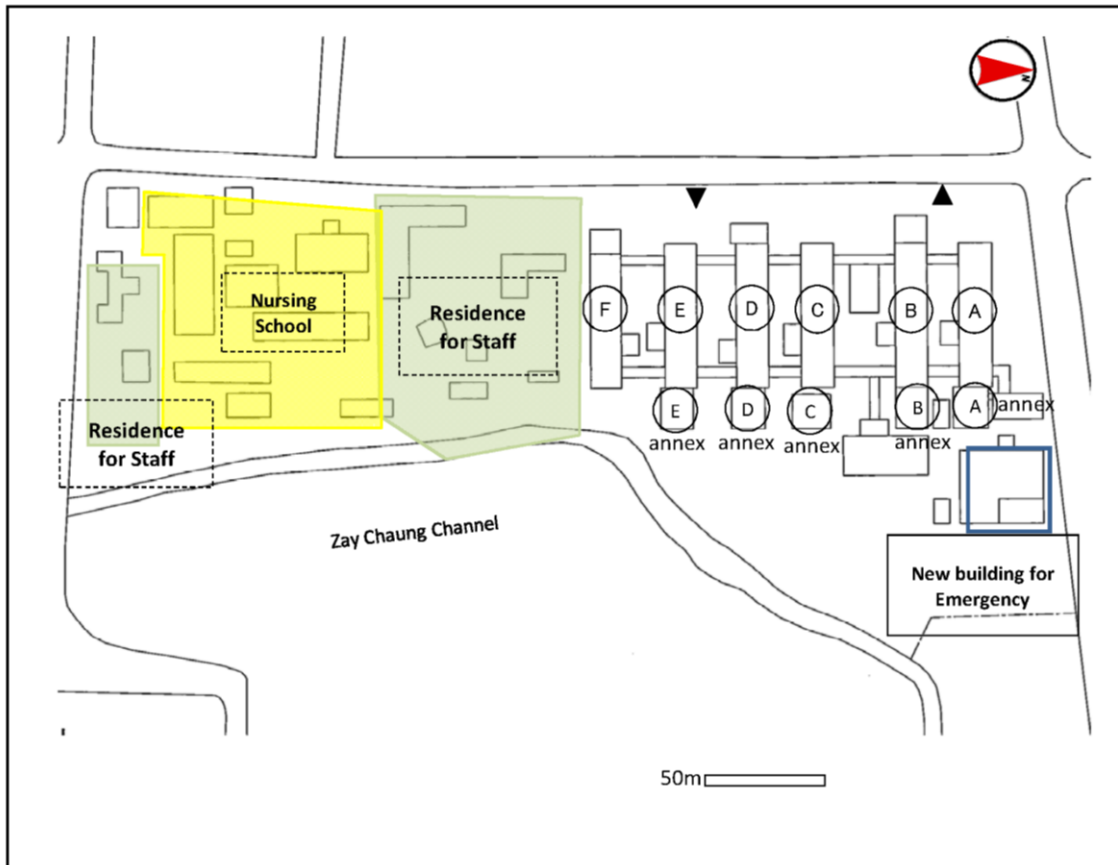 N
F
E
D
C
B
A
Nursing
School
Residence
for Staff
E
D
C
B
A
annex
annex
annex
annex
annex
Residence
for Staff
Zay Chaung Channel
New building for
Emergency
50m